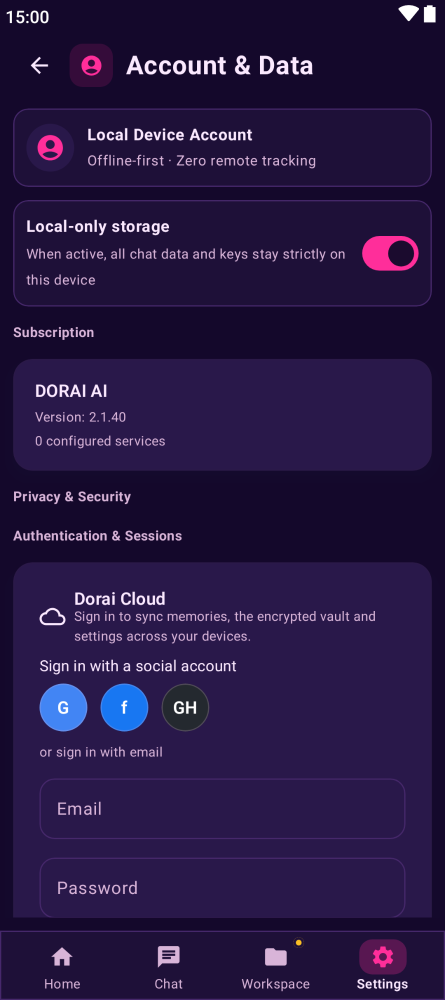 15:00
Account & Data
Local Device Account
Offline-first · Zero remote tracking
Local-only storage
When active, all chat data and keys stay strictly on
this device
Subscription
DORAI AI
Version: 2.1.40
0 configured services
Privacy & Security
Authentication & Sessions
Dorai Cloud
Sign in to sync memories, the encrypted vault and
settings across your devices.
Sign in with a social account
G f GH
or sign in with email
Email
Password
Home Chat Workspace Settings